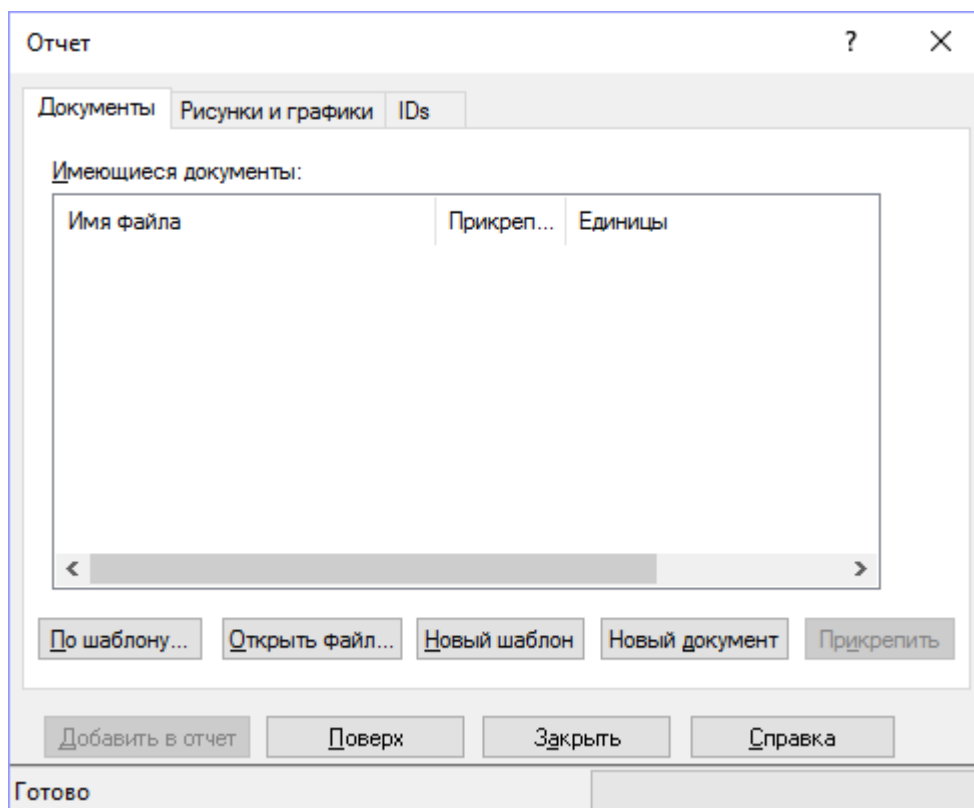 Отчет ?
Документы Рисунки и графики IDs
Имеющиеся документы:
Имя файла Прикреп... Единицы
По шаблону... Открыть файл... Новый шаблон Новый документ Прикрепить
Добавить в отчет Поверх Закрыть Справка
Готово